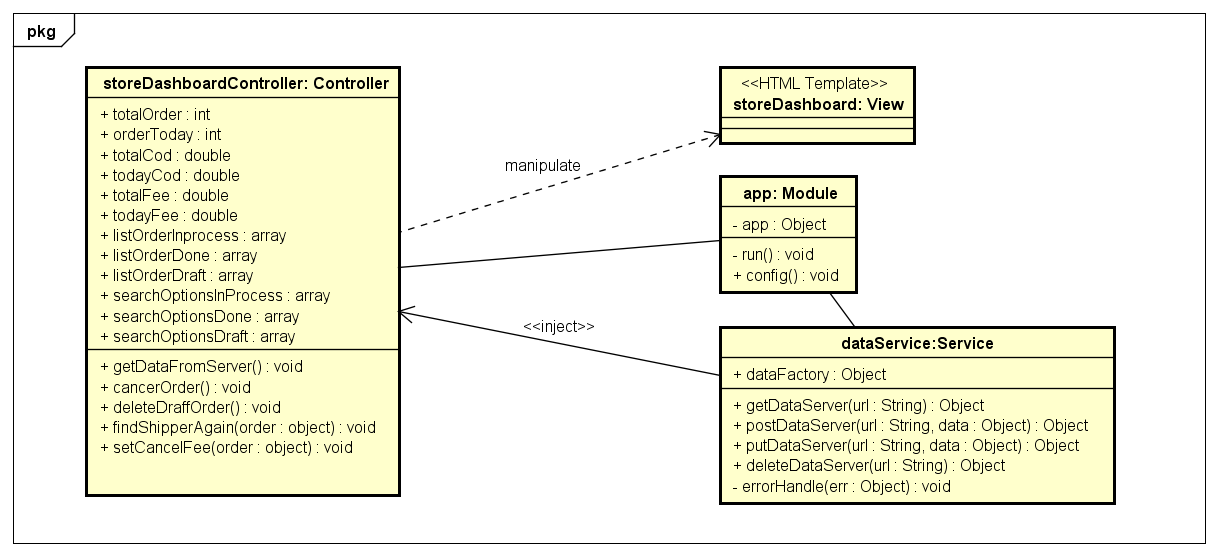 pkg
storeDashboardController: Controller
+ totalOrder : int
+ orderToday : int
+ totalCod : double
+ todayCod : double
+ totalFee : double
+ todayFee : double
+ listOrderInprocess : array
+ listOrderDone : array
+ listOrderDraft : array
+ searchOptionsInProcess : array
+ searchOptionsDone : array
+ searchOptionsDraft : array
+ getDataFromServer() : void
+ cancerOrder() : void
+ deleteDraffOrder() : void
+ findShipperAgain(order : object) : void
+ setCancelFee(order : object) : void
manipulate
<<inject>>
<<HTML Template>>
storeDashboard: View
app: Module
- app : Object
- run() : void
+ config() : void
dataService:Service
+ dataFactory : Object
+ getDataServer(url : String) : Object
+ postDataServer(url : String, data : Object) : Object
+ putDataServer(url : String, data : Object) : Object
+ deleteDataServer(url : String) : Object
- errorHandle(err : Object) : void